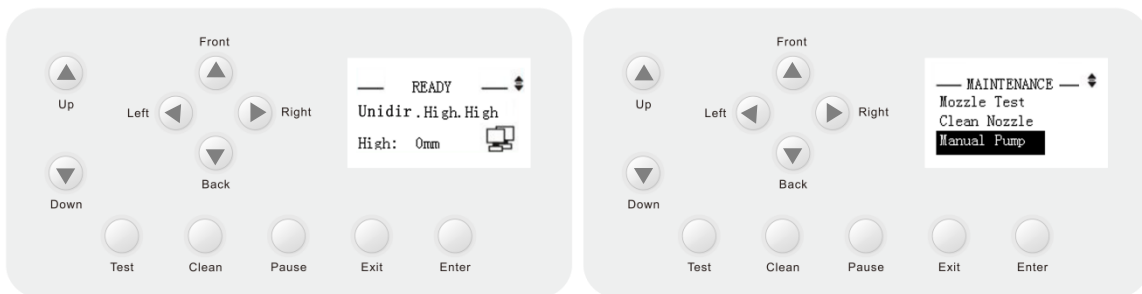 Front
READY
Up
Left
Right
Unidir.High.High
High: 0mm
Back
Down
Test
Clean
Pause
Exit
Enter
Front
MAINTENANCE
Mozzle Test
Up
Left
Right
Clean Nozzle
Manual Pump
Back
Down
Test
Clean
Pause
Exit
Enter